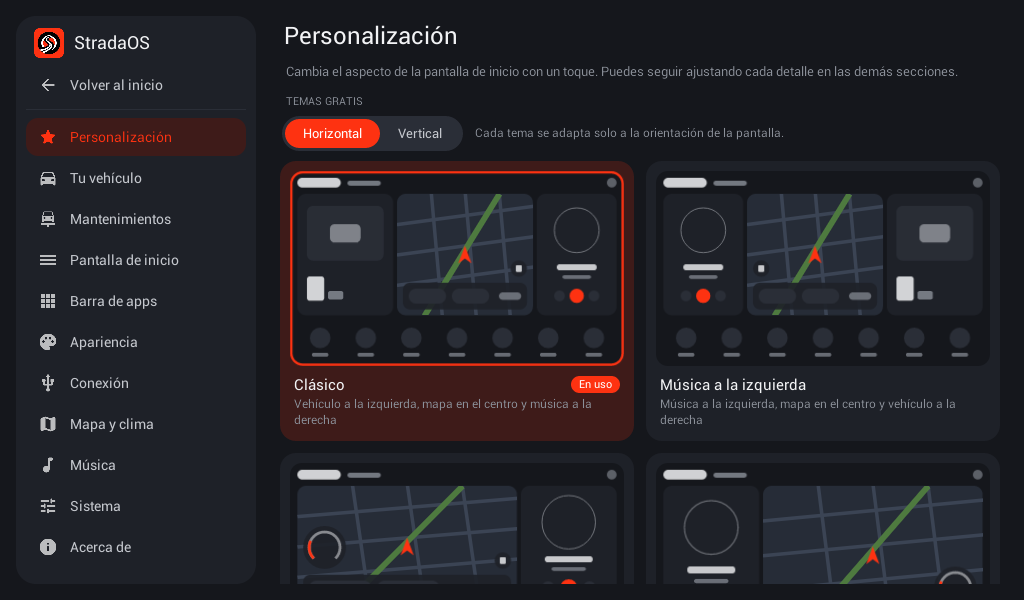 StradaOS
Volver al inicio
Personalización
Tu vehículo
Mantenimientos
Pantalla de inicio
Barra de apps
Apariencia
Conexión
Mapa y clima
Música
Sistema
Acerca de
Personalización
Cambia el aspecto de la pantalla de inicio con un toque. Puedes seguir ajustando cada detalle en las demás secciones.
TEMAS GRATIS
Horizontal
Vertical
Cada tema se adapta solo a la orientación de la pantalla.
Clásico
En uso
Vehículo a la izquierda, mapa en el centro y música a la
derecha
Música a la izquierda
Música a la izquierda, mapa en el centro y vehículo a la
derecha